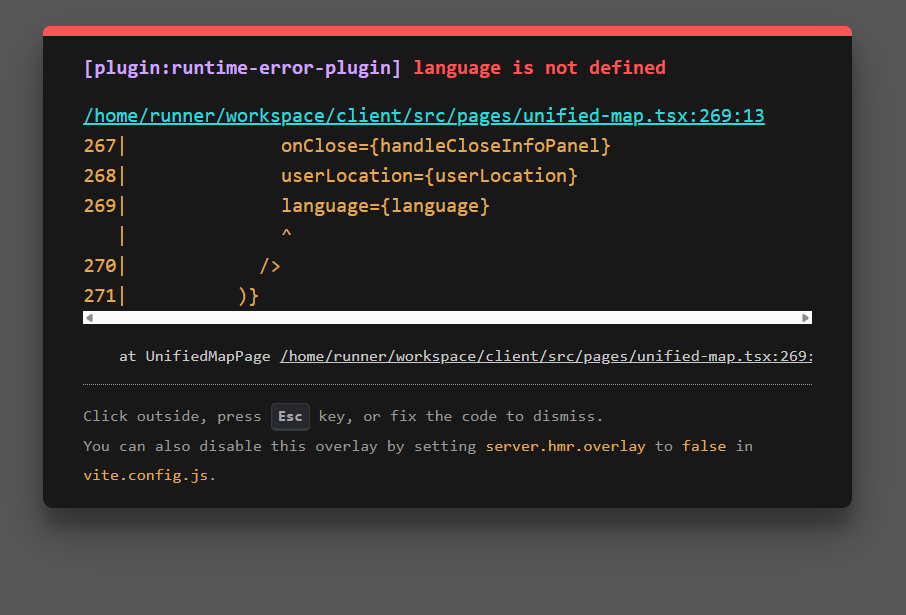 [plugin:runtime-error-plugin] language is not defined
/home/runner/workspace/client/src/pages/unified-map.tsx:269:13
267|              onClose={handleCloseInfoPanel}
268|              userLocation={userLocation}
269|              language={language}
   |              ^
270|            />
271|          )}
at UnifiedMapPage /home/runner/workspace/client/src/pages/unified-map.tsx:269:
Click outside, press Esc key, or fix the code to dismiss.
You can also disable this overlay by setting server.hmr.overlay to false in
vite.config.js.